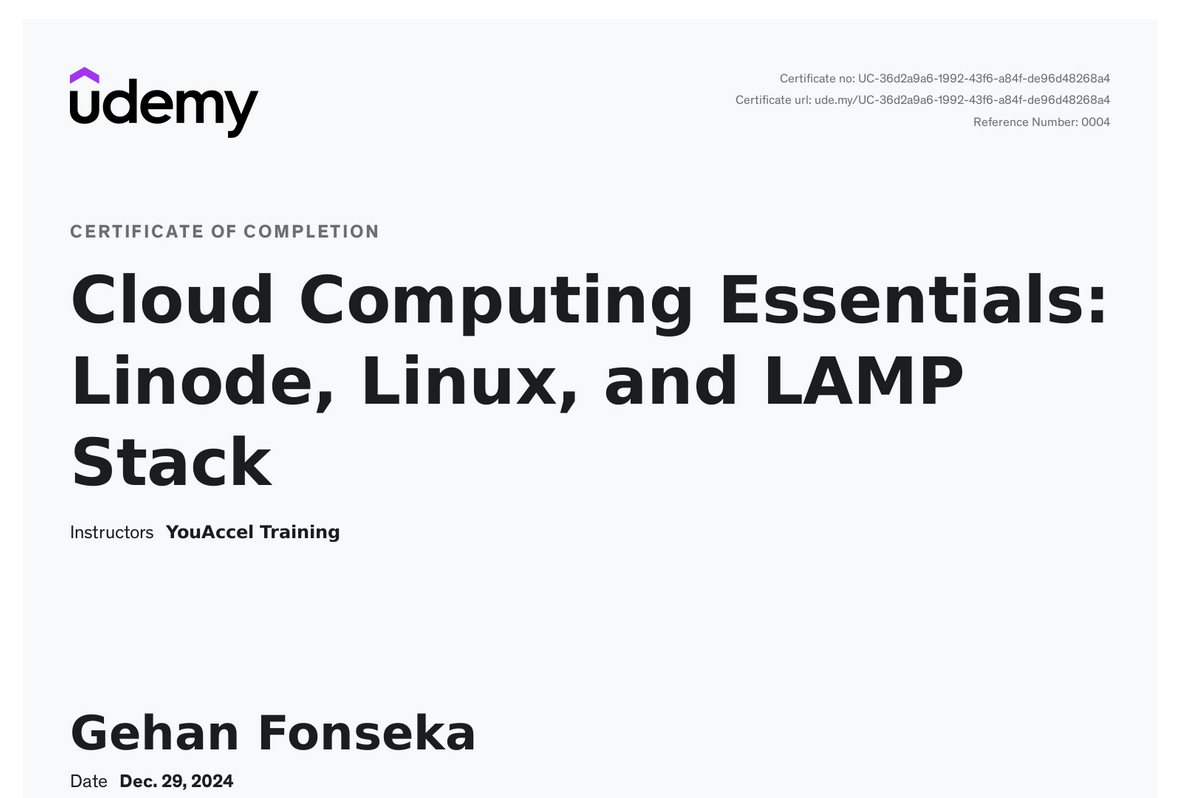 udemy
Certificate no: UC-36d2a9a6-1992-43f6-a84f-de96d48268a4
Certificate url: ude.my/UC-36d2a9a6-1992-43f6-a84f-de96d48268a4
Reference Number: 0004
CERTIFICATE OF COMPLETION
Cloud Computing Essentials:
Linode, Linux, and LAMP
Stack
Instructors YouAccel Training
Gehan Fonseka
Date Dec. 29, 2024